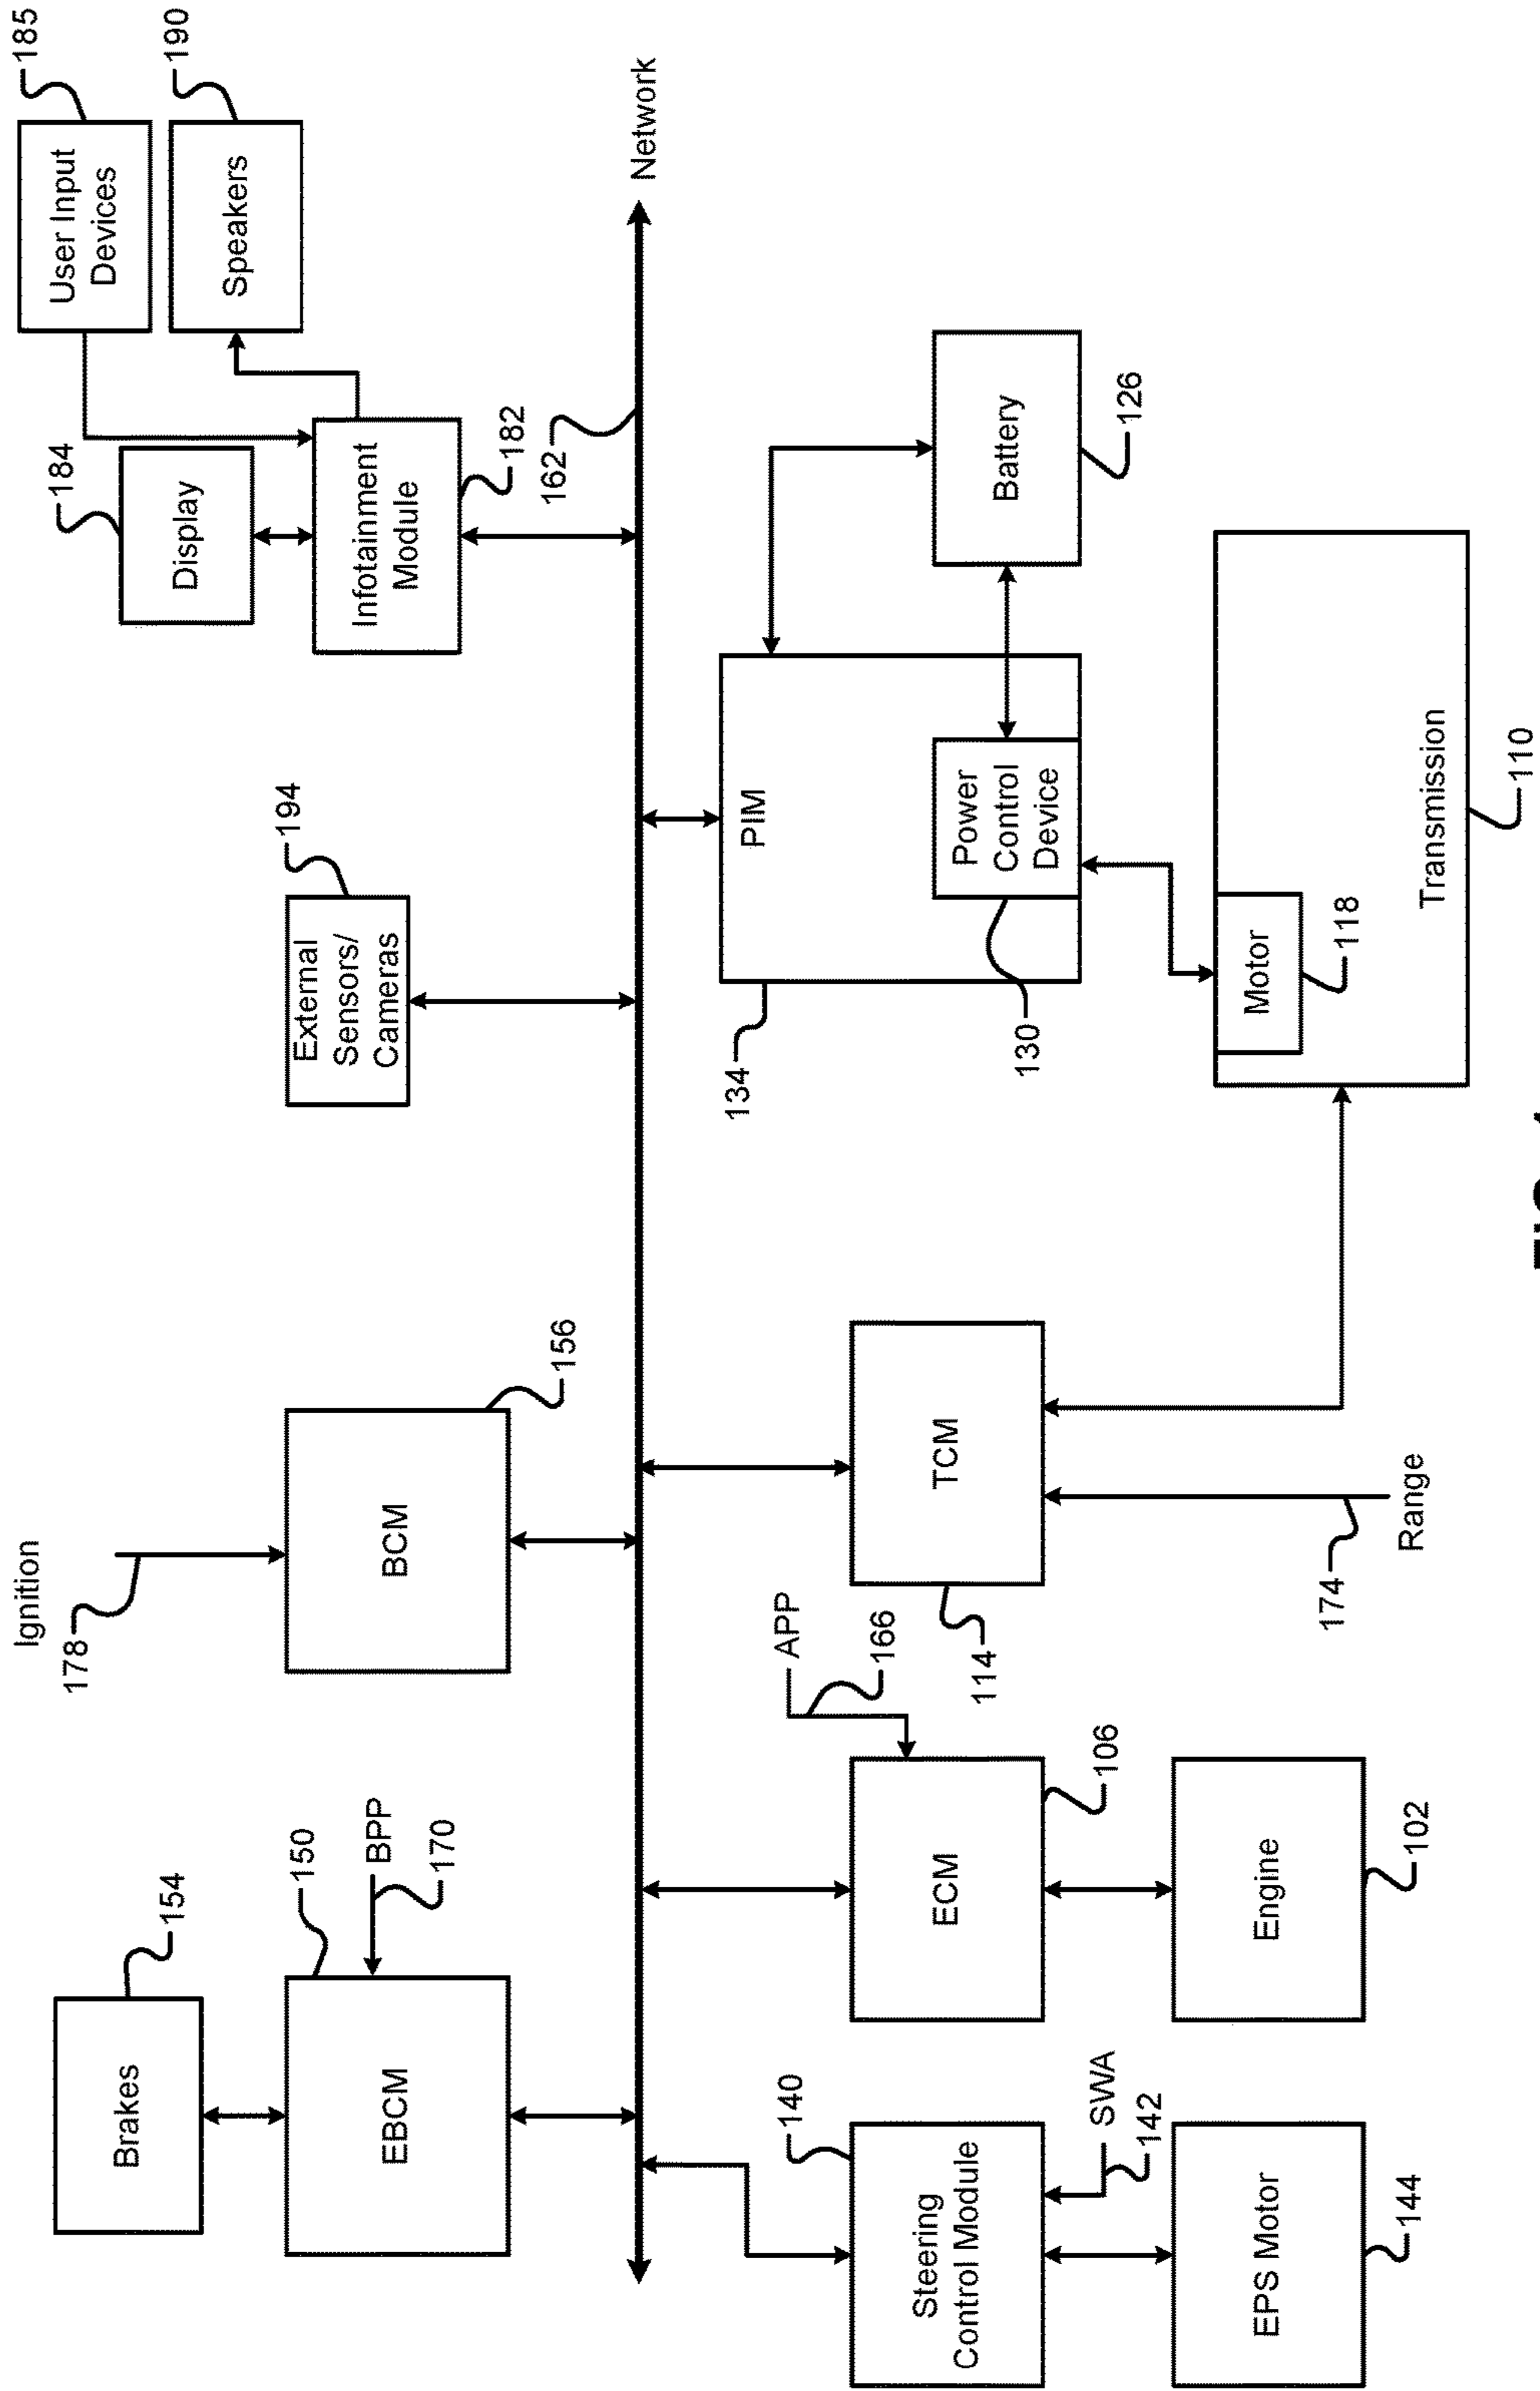 Brakes
154
EBCM
150
BPP
170
Ignition
178
BCM
156
External
Sensors/
Cameras
194
Display
184
Infotainment
Module
182
User Input
Devices
185
Speakers
190
162
Network
Steering
Control Module
140
SWA
142
EPS Motor
144
ECM
106
APP
166
Engine
102
TCM
114
174
Range
PIM
134
Power
Control
Device
130
Battery
126
Motor
118
Transmission
110